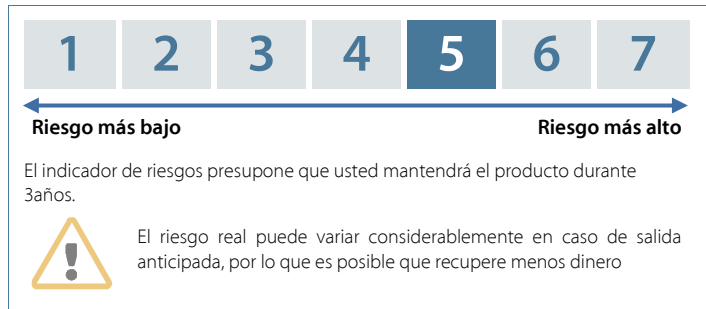 1 2 3 4 5 6 7
Riesgo más bajo Riesgo más alto
El indicador de riesgos presupone que usted mantendrá el producto durante
3años.
El riesgo real puede variar considerablemente en caso de salida
anticipada, por lo que es posible que recupere menos dinero